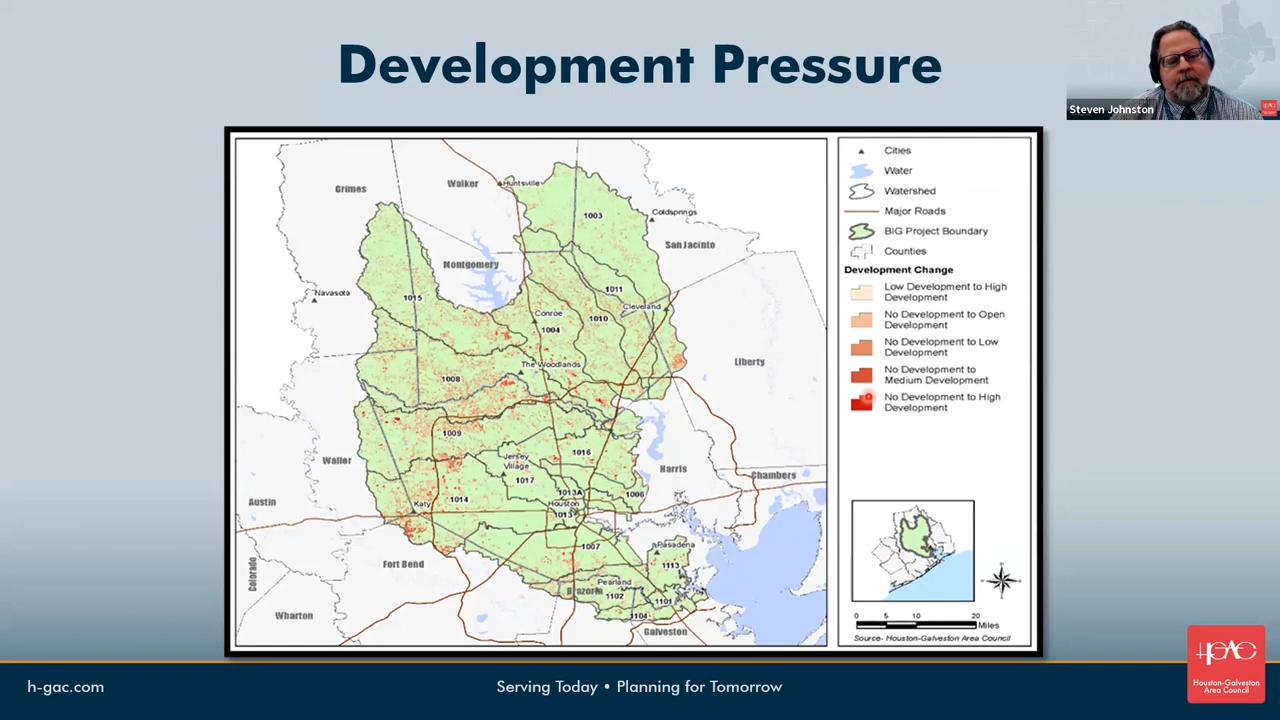 Development Pressure
Steven Johnston
Grimes
Walker
Huntsville
1003
Coldsprings
San Jacinto
Montgomery
Navasota
1015
1011
Cleveland
Conroe
1010
1004
Liberty
The Woodlands
1008
1009
Jersey
Village
1016
Waller
Harris
1017
Chambers
Austin
Katy
1014
1013A
1006
Houston
1013
Pasadena
1007
1113
Fort Bend
Colorado
Brazoria
Pearland
1102
1101
Wharton
1104
Galveston
Cities
Water
Watershed
Major Roads
BIG Project Boundary
Counties
Development Change
Low Development to High
Development
No Development to Open
Development
No Development to Low
Development
No Development to
Medium Development
No Development to High
Development
0 5 10 20
Miles
Source- Houston-Galveston Area Council
h-gac.com
Serving Today • Planning for Tomorrow
HGAC
Houston-Galveston
Area Council